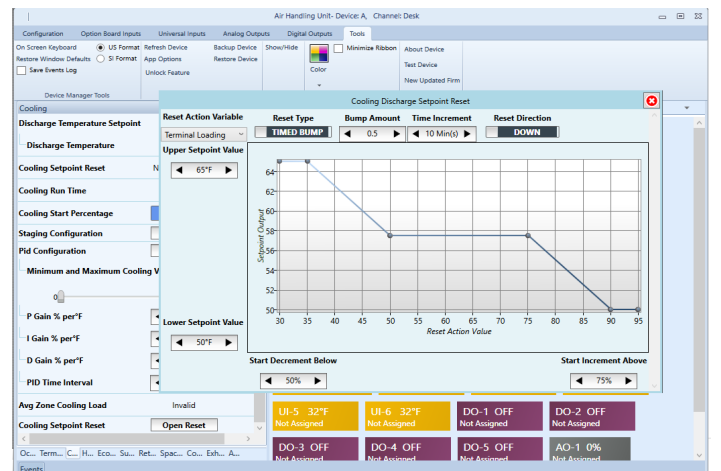 Air Handling Unit- Device: A, Channel: Desk
Configuration Option Board Inputs Universal Inputs Analog Outputs Digital Outputs Tools
On Screen Keyboard US Format Refresh Device Backup Device Show/Hide Minimize Ribbon About Device
Restore Window Defaults SI Format App Options Restore Device Color Test Device
Save Events Log Unlock Feature New Updated Firm
Device Manager Tools
Cooling
Discharge Temperature Setpoint
Discharge Temperature
Cooling Setpoint Reset N
Cooling Run Time
Cooling Start Percentage
Staging Configuration
Pid Configuration
Minimum and Maximum Cooling V
0
P Gain % per°F
I Gain % per°F
D Gain % per°F
PID Time Interval
Avg Zone Cooling Load Invalid
Cooling Setpoint Reset Open Reset
Oc... Term... C... H... Eco... Su... Ret... Spac... Co... Exh... A...
Events
Cooling Discharge Setpoint Reset
Reset Action Variable Reset Type Bump Amount Time Increment Reset Direction
Terminal Loading TIMED BUMP 0.5 10 Min(s) DOWN
Upper Setpoint Value
65°F
Lower Setpoint Value
50°F
Setpoint Output
64
62
60
58
56
54
52
50
30 35 40 45 50 55 60 65 70 75 80 85 90 95
Reset Action Value
Start Decrement Below Start Increment Above
50% 75%
UI-5 32°F UI-6 32°F DO-1 OFF DO-2 OFF
Not Assigned Not Assigned Not Assigned Not Assigned
DO-3 OFF DO-4 OFF DO-5 OFF AO-1 0%
Not Assigned Not Assigned Not Assigned Not Assigned